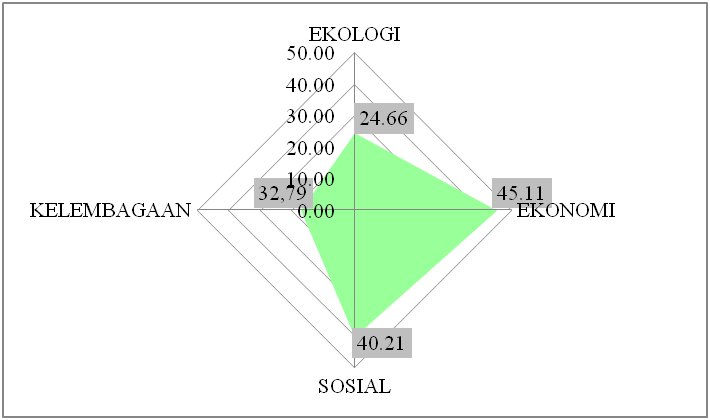 EKOLOGI
50.00
40.00
30.00
24.66
20.00
10.00
32,79
45.11
KELEMBAGAAN
0.00
EKONOMI
40.21
SOSIAL